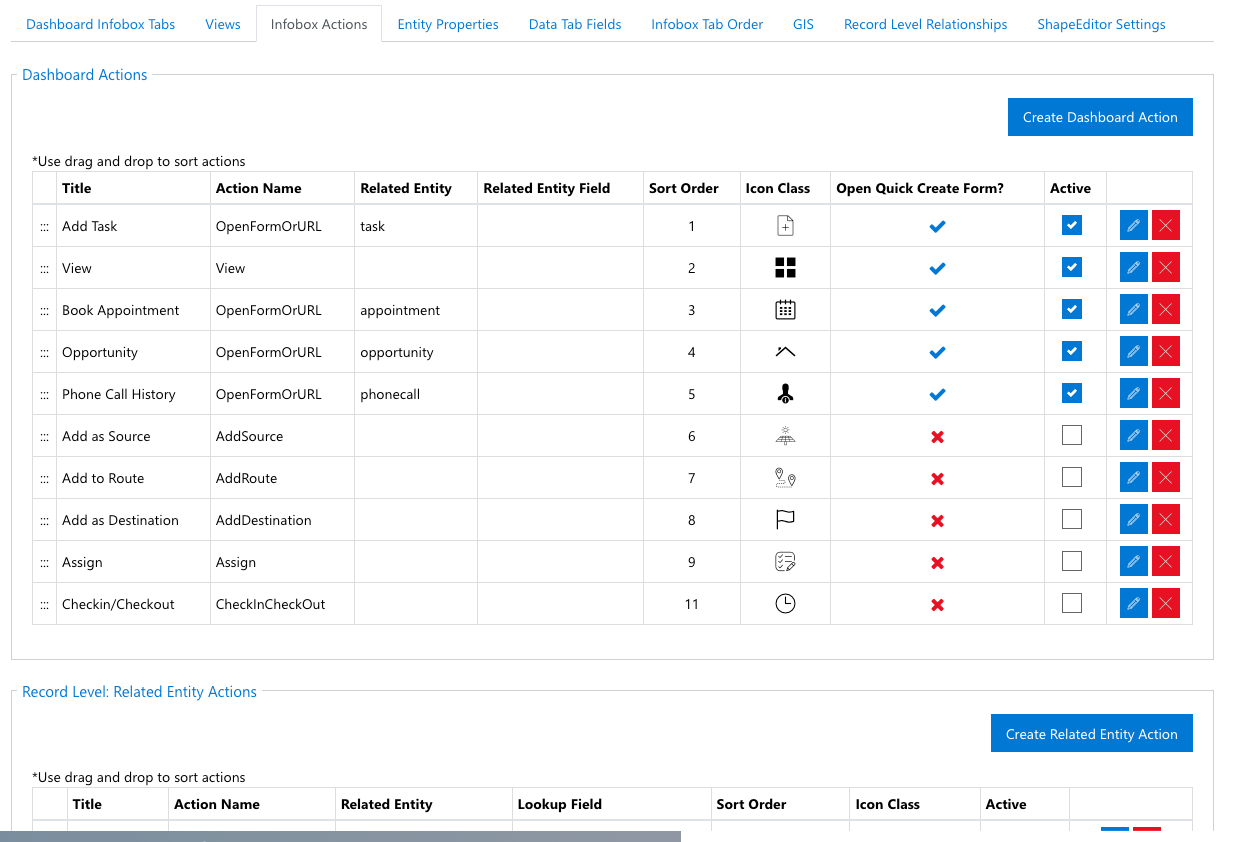 Dashboard Infobox Tabs Views Infobox Actions Entity Properties Data Tab Fields Infobox Tab Order GIS Record Level Relationships ShapeEditor Settings
Dashboard Actions
Create Dashboard Action
*Use drag and drop to sort actions
Title Action Name Related Entity Related Entity Field Sort Order Icon Class Open Quick Create Form? Active
::: Add Task OpenFormOrURL task 1
::: View View 2
::: Book Appointment OpenFormOrURL appointment 3
::: Opportunity OpenFormOrURL opportunity 4
::: Phone Call History OpenFormOrURL phonecall 5
::: Add as Source AddSource 6
::: Add to Route AddRoute 7
::: Add as Destination AddDestination 8
::: Assign Assign 9
::: Checkin/Checkout CheckInCheckOut 11
Record Level: Related Entity Actions
Create Related Entity Action
*Use drag and drop to sort actions
Title Action Name Related Entity Lookup Field Sort Order Icon Class Active